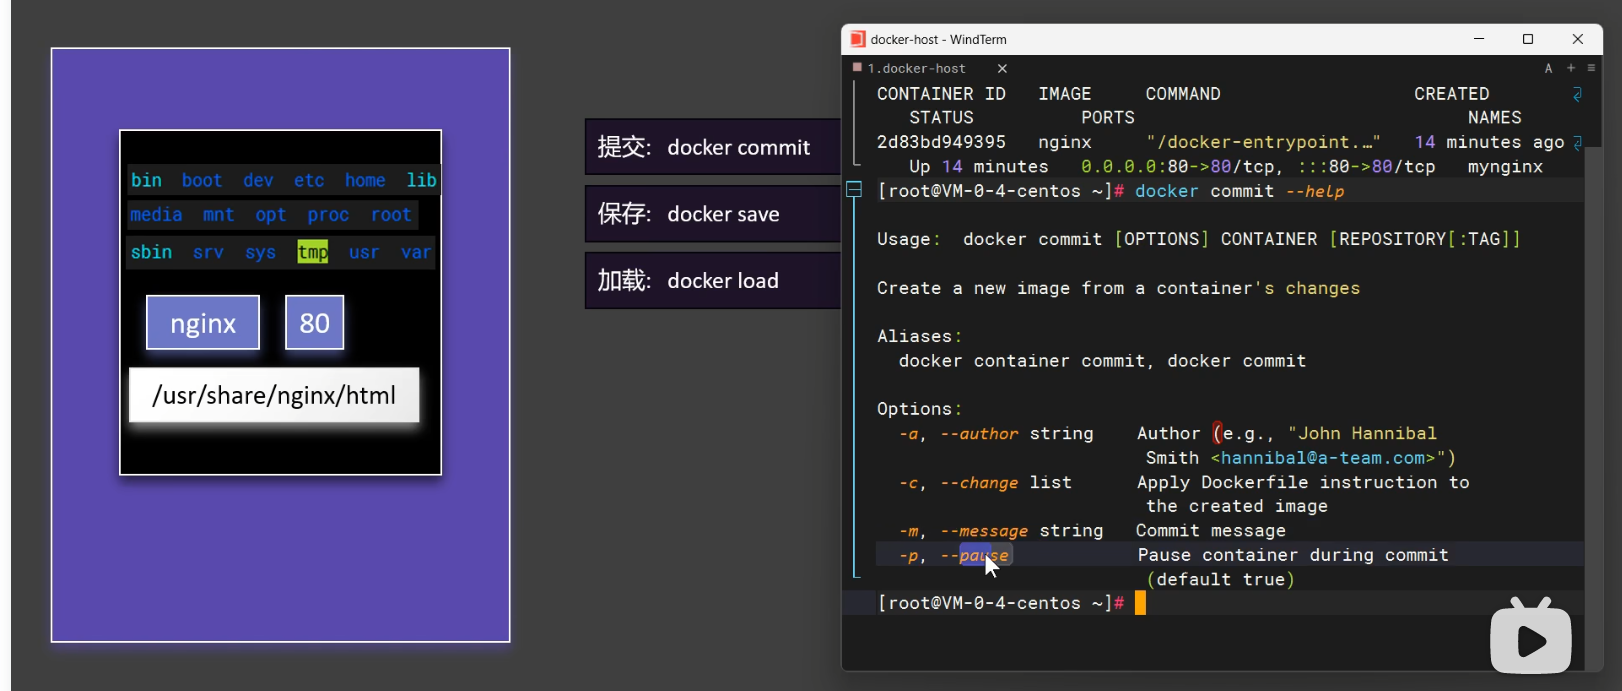 bin boot dev etc home lib
media mnt opt proc root
sbin srv sys tmp usr var
nginx 80
/usr/share/nginx/html
提交: docker commit
保存: docker save
加载: docker load
docker-host - WindTerm
1.docker-host
CONTAINER ID IMAGE COMMAND CREATED
STATUS PORTS NAMES
2d83bd949395 nginx "/docker-entrypoint.…" 14 minutes ago
Up 14 minutes 0.0.0.0:80->80/tcp, :::80->80/tcp mynginx
[root@VM-0-4-centos ~]# docker commit --help
Usage: docker commit [OPTIONS] CONTAINER [REPOSITORY[:TAG]]
Create a new image from a container's changes
Aliases:
docker container commit, docker commit
Options:
-a, --author string Author (e.g., "John Hannibal
Smith <hannibal@a-team.com>")
-c, --change list Apply Dockerfile instruction to
the created image
-m, --message string Commit message
-p, --pause Pause container during commit
(default true)
[root@VM-0-4-centos ~]#